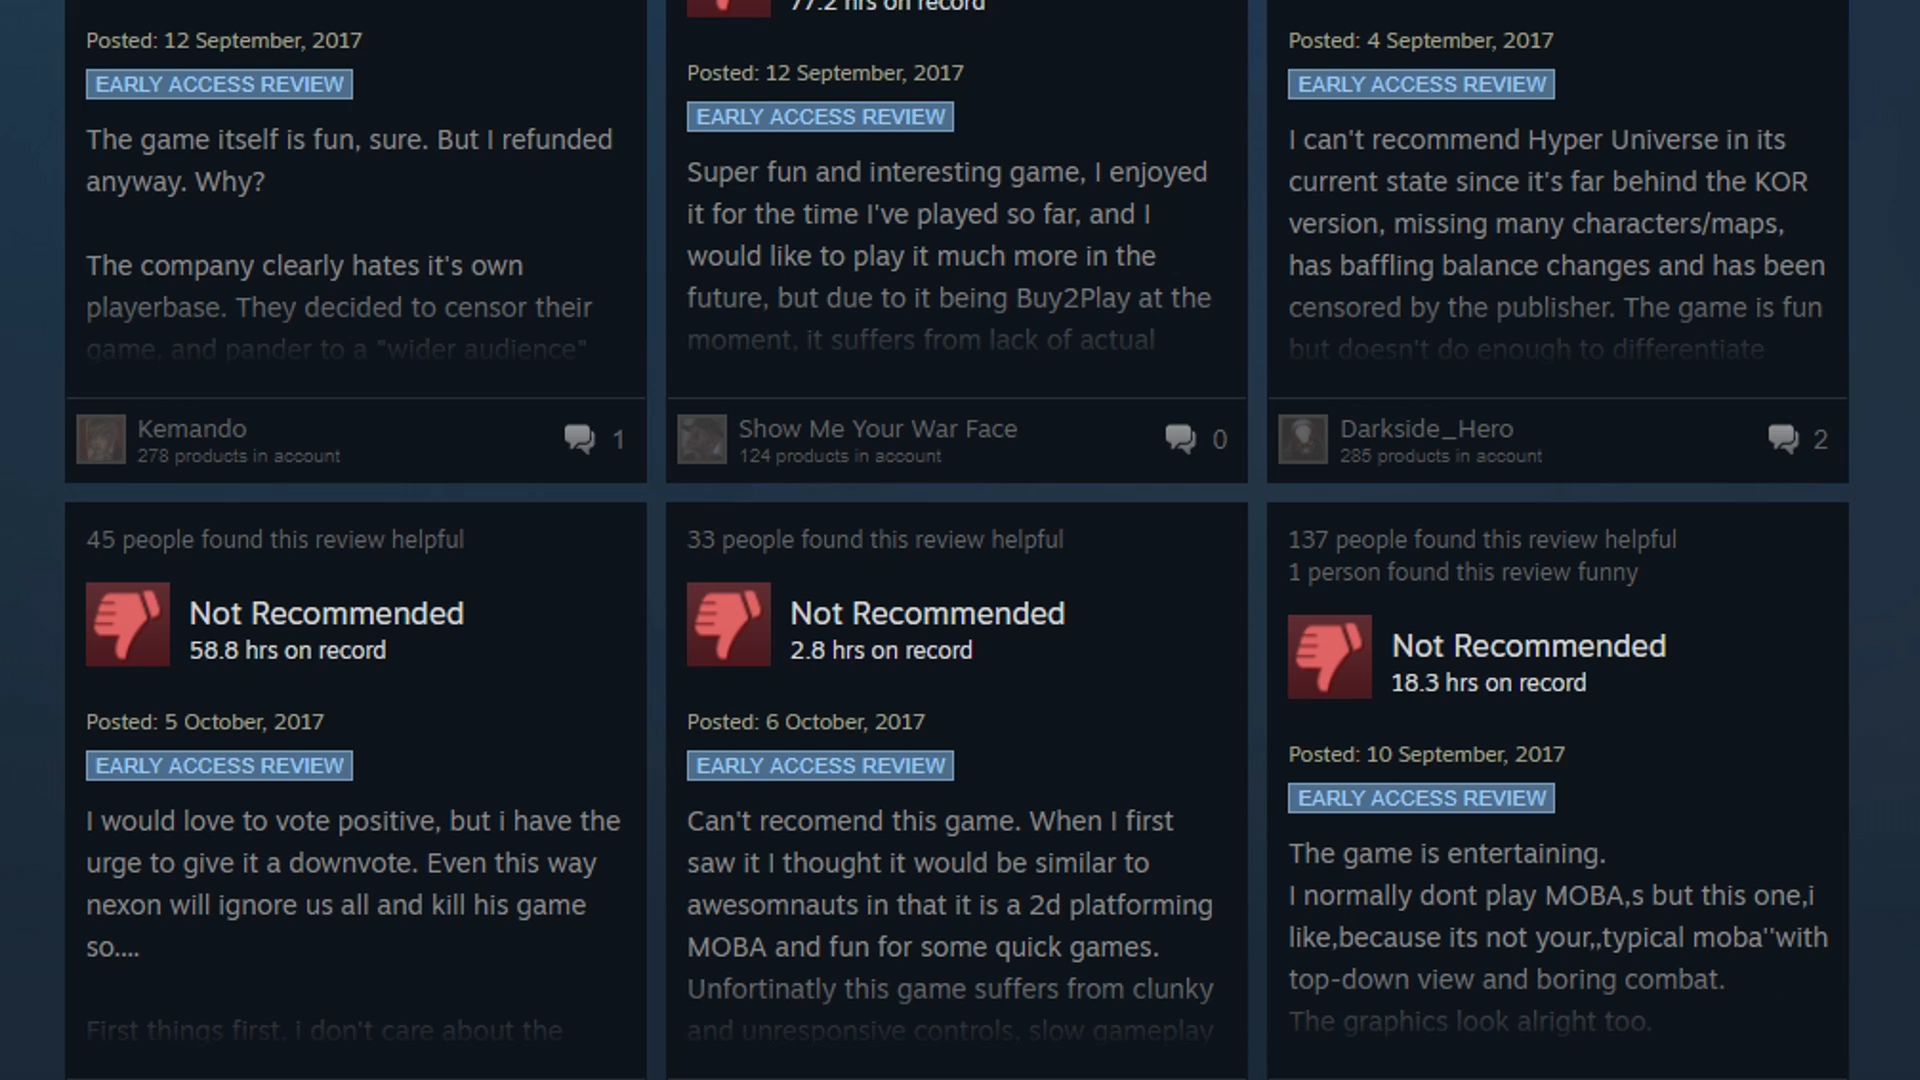 Posted: 12 September, 2017
EARLY ACCESS REVIEW
The game itself is fun, sure. But I refunded
anyway. Why?
The company clearly hates it's own
playerbase. They decided to censor their
game, and pander to a "wider audience"
Kemando
278 products in account
1
77.2 hrs on record
Posted: 12 September, 2017
EARLY ACCESS REVIEW
Super fun and interesting game, I enjoyed
it for the time I've played so far, and I
would like to play it much more in the
future, but due to it being Buy2Play at the
moment, it suffers from lack of actual
Show Me Your War Face
124 products in account
0
Posted: 4 September, 2017
EARLY ACCESS REVIEW
I can't recommend Hyper Universe in its
current state since it's far behind the KOR
version, missing many characters/maps,
has baffling balance changes and has been
censored by the publisher. The game is fun
but doesn't do enough to differentiate
Darkside_Hero
285 products in account
2
45 people found this review helpful
Not Recommended
58.8 hrs on record
Posted: 5 October, 2017
EARLY ACCESS REVIEW
I would love to vote positive, but i have the
urge to give it a downvote. Even this way
nexon will ignore us all and kill his game
so....
First things first, i don't care about the
33 people found this review helpful
Not Recommended
2.8 hrs on record
Posted: 6 October, 2017
EARLY ACCESS REVIEW
Can't recomend this game. When I first
saw it I thought it would be similar to
awesomnauts in that it is a 2d platforming
MOBA and fun for some quick games.
Unfortinatly this game suffers from clunky
and unresponsive controls, slow gameplay
137 people found this review helpful
1 person found this review funny
Not Recommended
18.3 hrs on record
Posted: 10 September, 2017
EARLY ACCESS REVIEW
The game is entertaining.
I normally dont play MOBA,s but this one,i
like,because its not your,,typical moba''with
top-down view and boring combat.
The graphics look alright too.